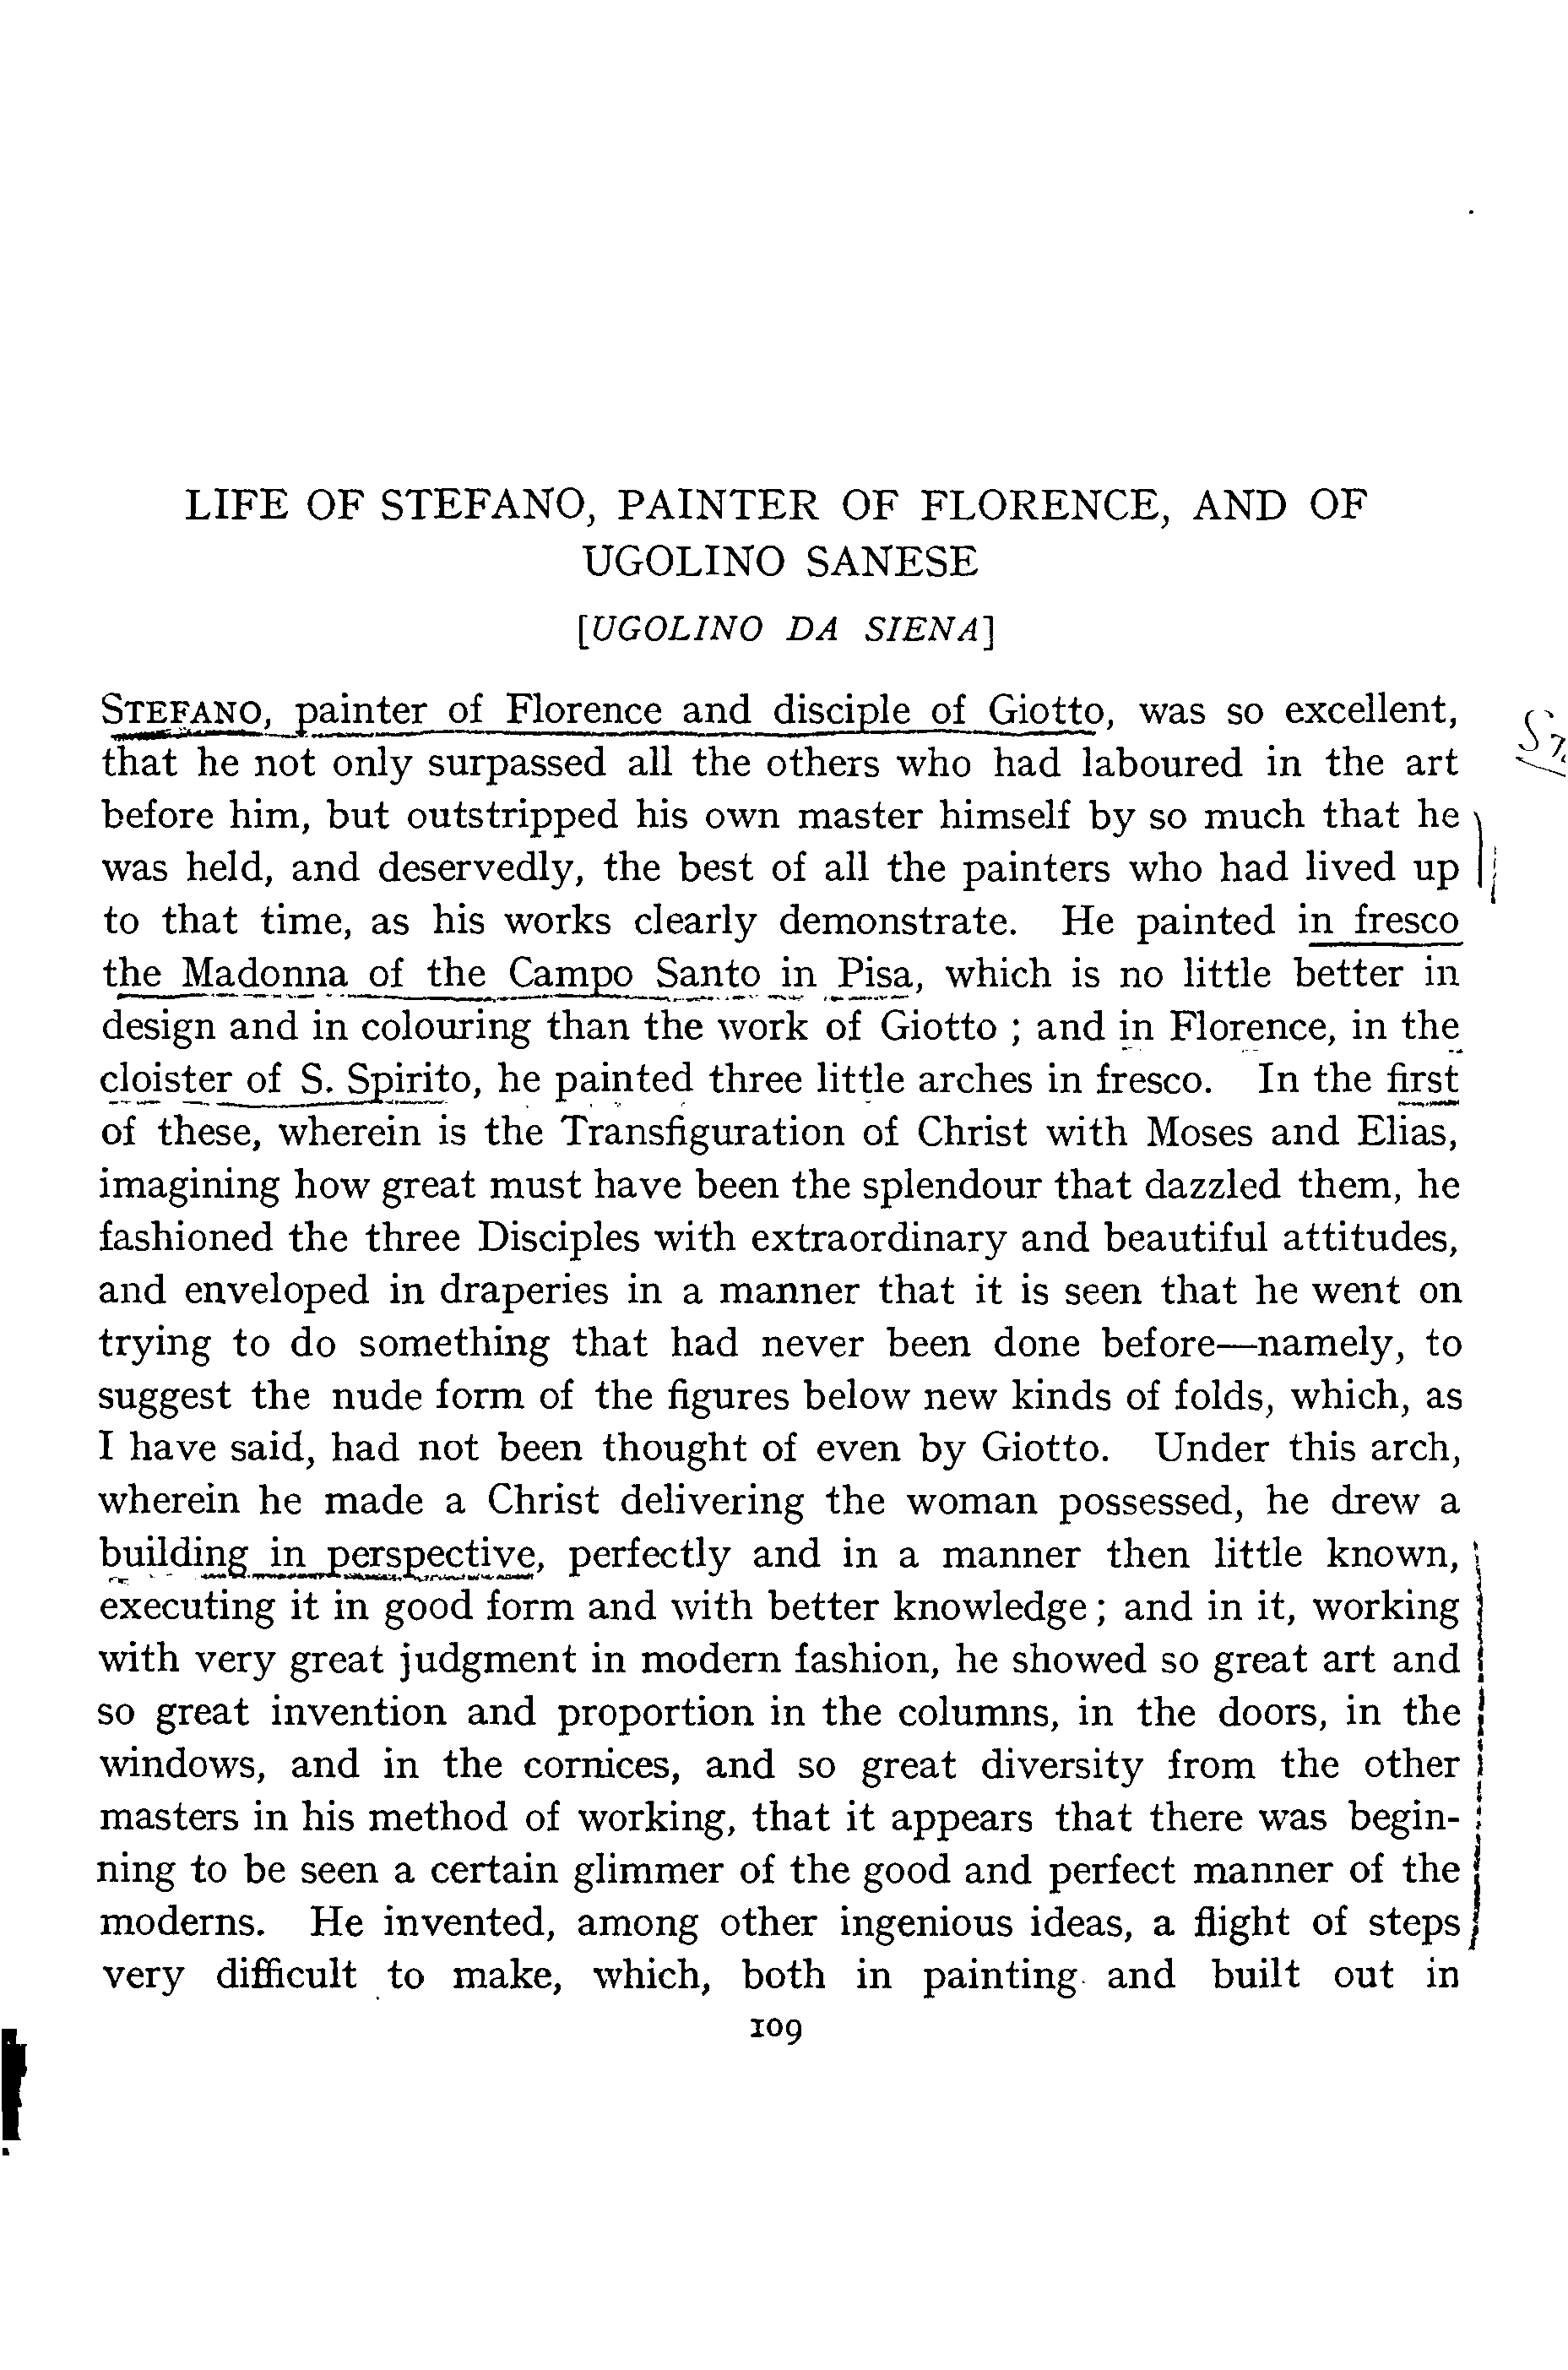 LIFE OF STEFANO, PAINTER OF FLORENCE, AND OF
UGOLINO SANESE
[UGOLINO DA SIENA]
STEFANO, painter of Florence and disciple of Giotto, was so excellent,
that he not only surpassed all the others who had laboured in the art
before him, but outstripped his own master himself by so much that he
was held, and deservedly, the best of all the painters who had lived up
to that time, as his works clearly demonstrate. He painted in fresco
the Madonna of the Campo Santo in Pisa, which is no little better in
design and in colouring than the work of Giotto ; and in Florence, in the
cloister of S. Spirito, he painted three little arches in fresco. In the first
of these, wherein is the Transfiguration of Christ with Moses and Elias,
imagining how great must have been the splendour that dazzled them, he
fashioned the three Disciples with extraordinary and beautiful attitudes,
and enveloped in draperies in a manner that it is seen that he went on
trying to do something that had never been done before—namely, to
suggest the nude form of the figures below new kinds of folds, which, as
I have said, had not been thought of even by Giotto. Under this arch,
wherein he made a Christ delivering the woman possessed, he drew a
building in perspective, perfectly and in a manner then little known,
executing it in good form and with better knowledge; and in it, working
with very great judgment in modern fashion, he showed so great art and
so great invention and proportion in the columns, in the doors, in the
windows, and in the cornices, and so great diversity from the other
masters in his method of working, that it appears that there was begin-
ning to be seen a certain glimmer of the good and perfect manner of the
moderns. He invented, among other ingenious ideas, a flight of steps
very difficult to make, which, both in painting and built out in
109